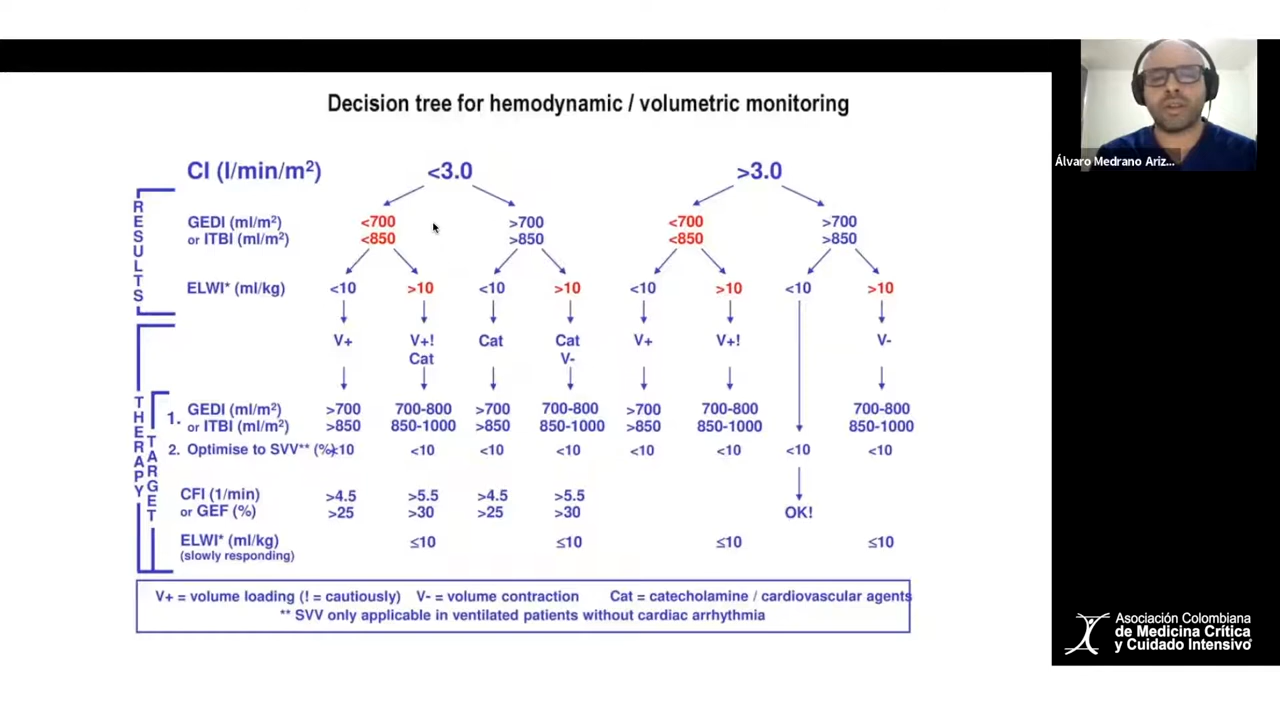 Decision tree for hemodynamic / volumetric monitoring
Álvaro Medrano Ariz...
CI (l/min/m²) <3.0 >3.0
RESULTS
GEDI (ml/m²) <700 >700 <700 >700
or ITBI (ml/m²) <850 >850 <850 >850
ELWI* (ml/kg) <10 >10 <10 >10 <10 >10 <10 >10
THERAPY
V+ V+! Cat Cat V+ V+! V-
Cat V-
TARGET
1. GEDI (ml/m²) >700 700-800 >700 700-800 >700 700-800 700-800
or ITBI (ml/m²) >850 850-1000 >850 850-1000 >850 850-1000 850-1000
2. Optimise to SVV** (%) <10 <10 <10 <10 <10 <10 <10 <10
CFI (1/min) >4.5 >5.5 >4.5 >5.5
or GEF (%) >25 >30 >25 >30 OK!
ELWI* (ml/kg) ≤10 ≤10 ≤10 ≤10
(slowly responding)
V+ = volume loading (! = cautiously) V- = volume contraction Cat = catecholamine / cardiovascular agents
** SVV only applicable in ventilated patients without cardiac arrhythmia
Asociación Colombiana
de Medicina Crítica
y Cuidado Intensivo